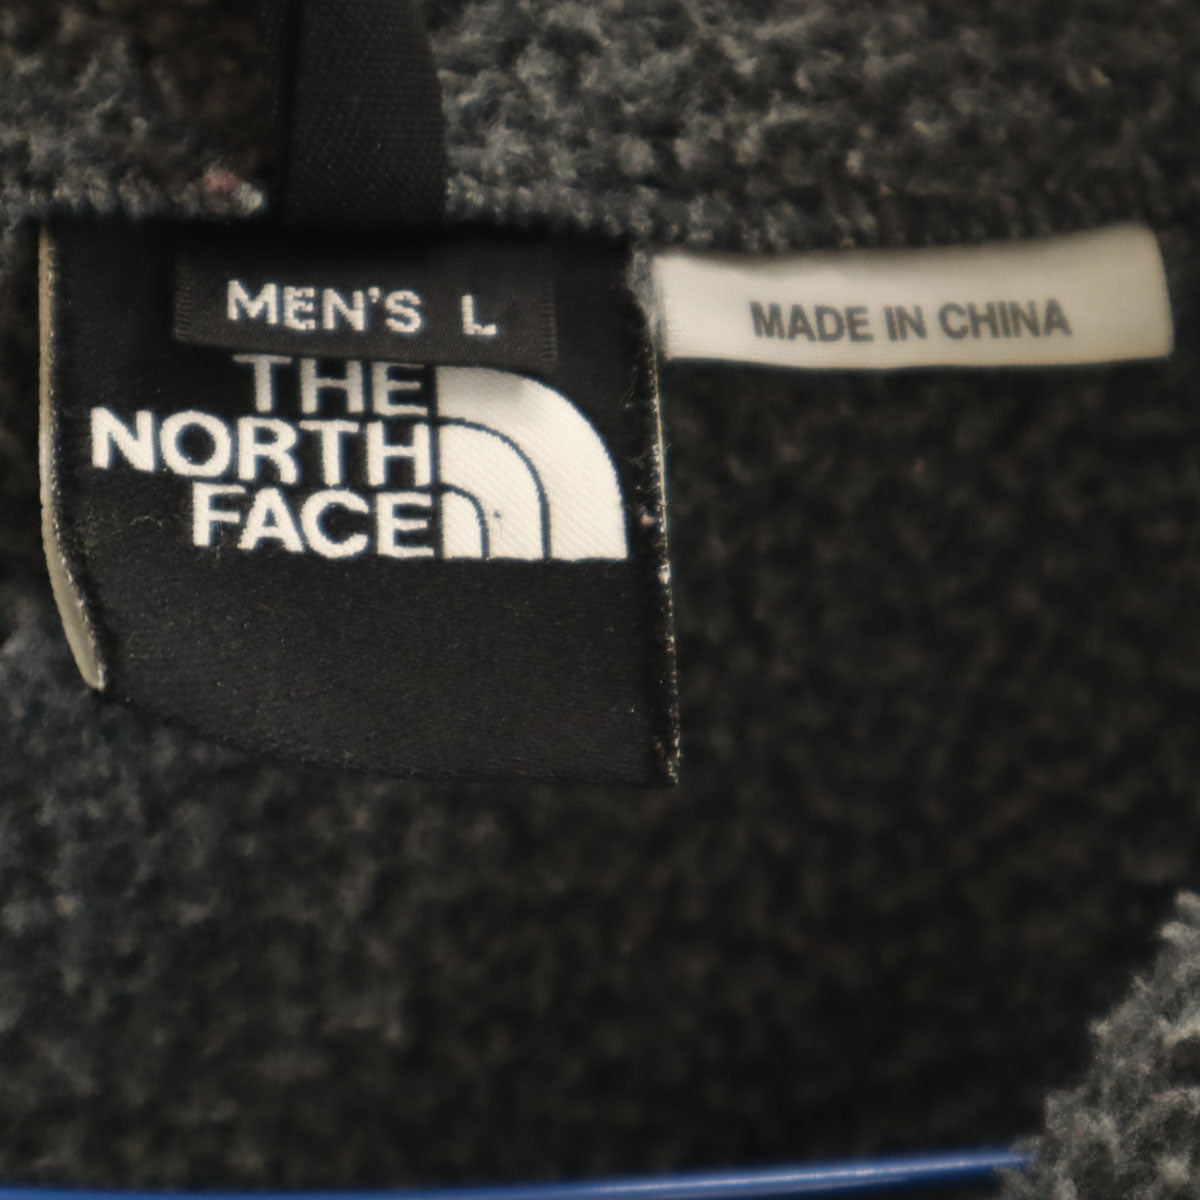 MEN'S L
THE
NORTH
FACE
MADE IN CHINA